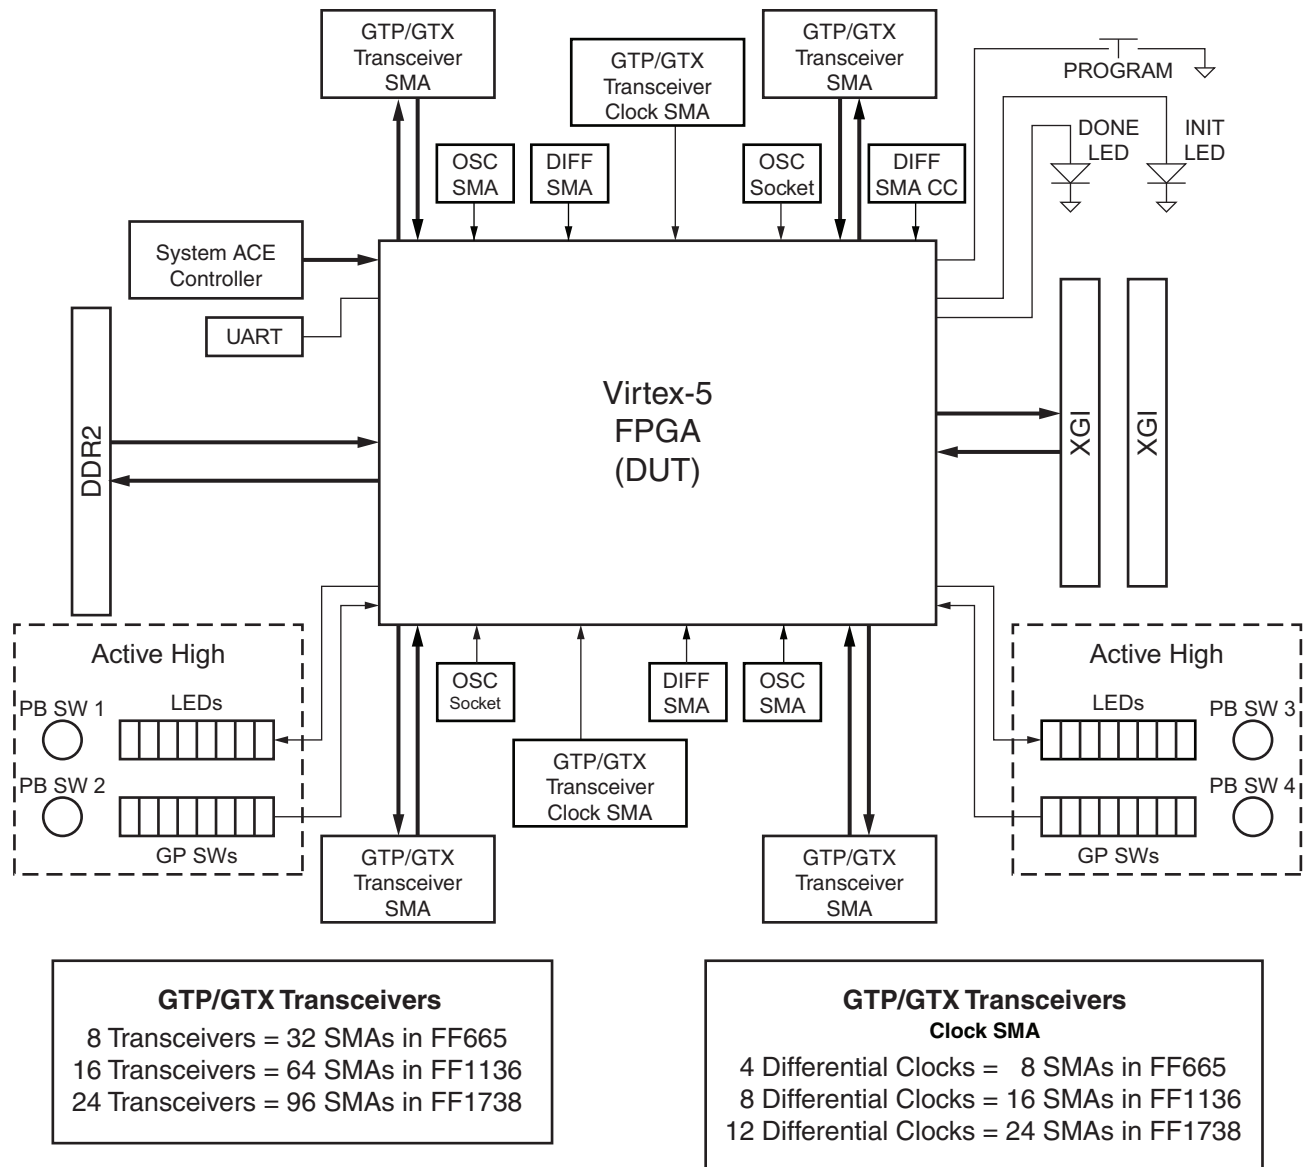 GTP/GTX
Transceiver
SMA
GTP/GTX
Transceiver
Clock SMA
GTP/GTX
Transceiver
SMA
PROGRAM
OSC
SMA
DIFF
SMA
OSC
Socket
DIFF
SMA CC
DONE
LED
INIT
LED
System ACE
Controller
UART
DDR2
Virtex-5
FPGA
(DUT)
XGI
XGI
Active High
PB SW 1
LEDs
PB SW 2
GP SWs
OSC
Socket
DIFF
SMA
OSC
SMA
GTP/GTX
Transceiver
Clock SMA
GTP/GTX
Transceiver
SMA
GTP/GTX
Transceiver
SMA
Active High
LEDs
PB SW 3
PB SW 4
GP SWs
GTP/GTX Transceivers
8 Transceivers = 32 SMAs in FF665
16 Transceivers = 64 SMAs in FF1136
24 Transceivers = 96 SMAs in FF1738
GTP/GTX Transceivers
Clock SMA
4 Differential Clocks = 8 SMAs in FF665
8 Differential Clocks = 16 SMAs in FF1136
12 Differential Clocks = 24 SMAs in FF1738